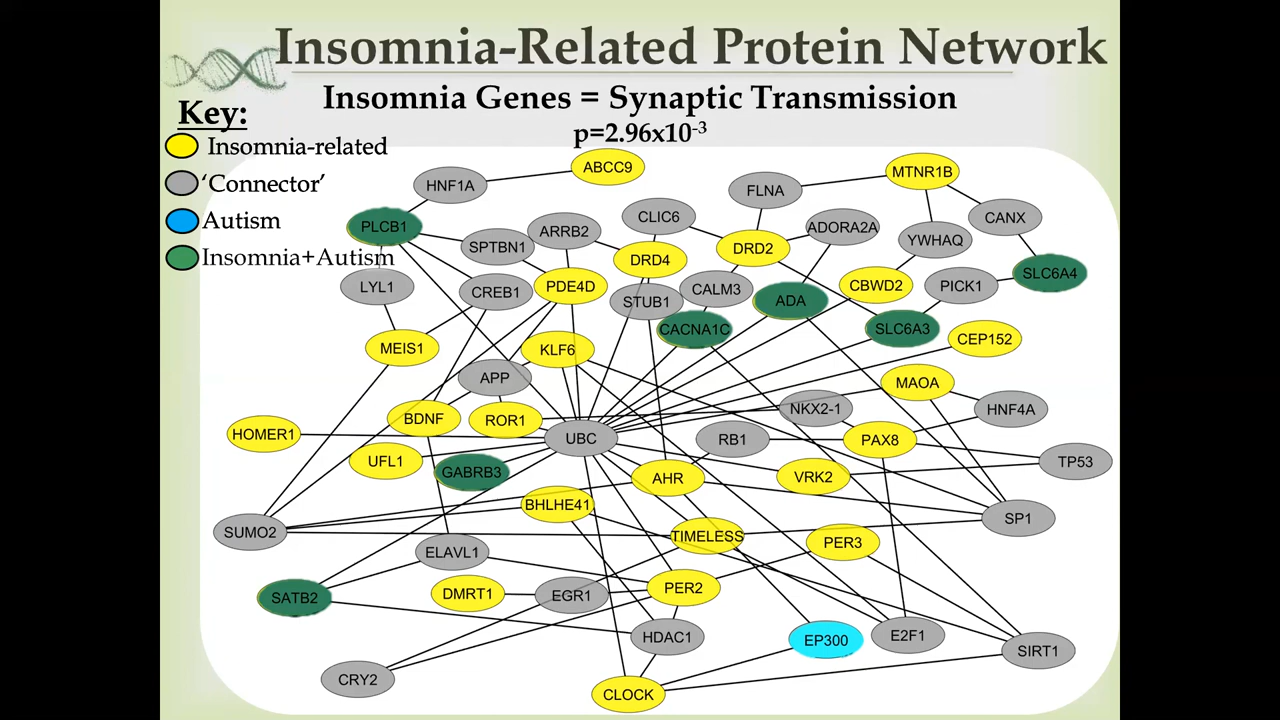 Insomnia-Related Protein Network
Insomnia Genes = Synaptic Transmission
p=2.96x10-3
Key:
Insomnia-related
‘Connector’
Autism
Insomnia+Autism
ABCC9
MTNR1B
HNF1A
FLNA
CLIC6
CANX
PLCB1
ARRB2
ADORA2A
YWHAQ
SPTBN1
DRD2
DRD4
SLC6A4
LYL1
CREB1
PDE4D
CALM3
CBWD2
PICK1
STUB1
ADA
CACNA1C
SLC6A3
CEP152
MEIS1
KLF6
APP
MAOA
NKX2-1
HNF4A
BDNF
ROR1
HOMER1
UBC
RB1
PAX8
UFL1
TP53
GABRB3
AHR
VRK2
BHLHE41
SP1
SUMO2
TIMELESS
PER3
ELAVL1
SATB2
DMRT1
EGR1
PER2
HDAC1
EP300
E2F1
SIRT1
CRY2
CLOCK